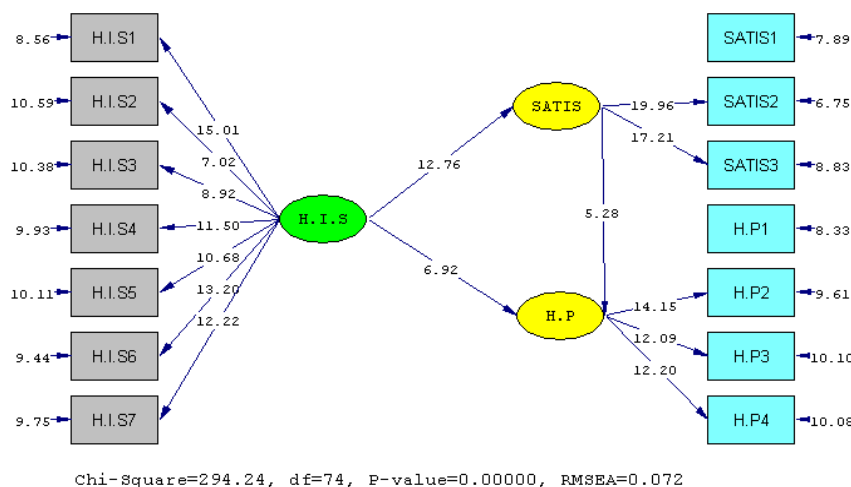 8.56 H.I.S1 SATIS1 7.89
10.59 H.I.S2 SATIS 19.96 SATIS2 6.75
15.01
17.21
7.02
12.76
10.38 H.I.S3 SATIS3 8.83
8.92
H.I.S
5.28
9.93 H.I.S4 11.50 H.P1 8.33
10.68
6.92
10.11 H.I.S5 H.P2 9.61
13.20
14.15
H.P
12.22
12.09
9.44 H.I.S6 H.P3 10.10
12.20
9.75 H.I.S7 H.P4 10.08
Chi-Square=294.24, df=74, P-value=0.00000, RMSEA=0.072